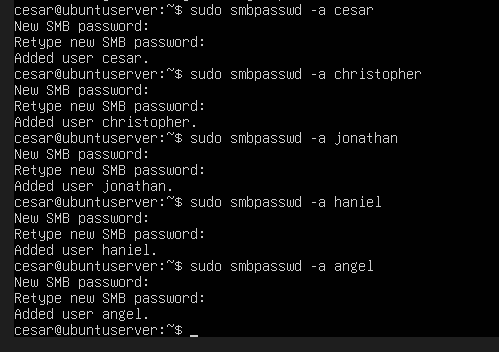 cesar@ubuntuserver:~$ sudo smbpasswd -a cesar
New SMB password:
Retype new SMB password:
Added user cesar.
cesar@ubuntuserver:~$ sudo smbpasswd -a christopher
New SMB password:
Retype new SMB password:
Added user christopher.
cesar@ubuntuserver:~$ sudo smbpasswd -a jonathan
New SMB password:
Retype new SMB password:
Added user jonathan.
cesar@ubuntuserver:~$ sudo smbpasswd -a haniel
New SMB password:
Retype new SMB password:
Added user haniel.
cesar@ubuntuserver:~$ sudo smbpasswd -a angel
New SMB password:
Retype new SMB password:
Added user angel.
cesar@ubuntuserver:~$ _